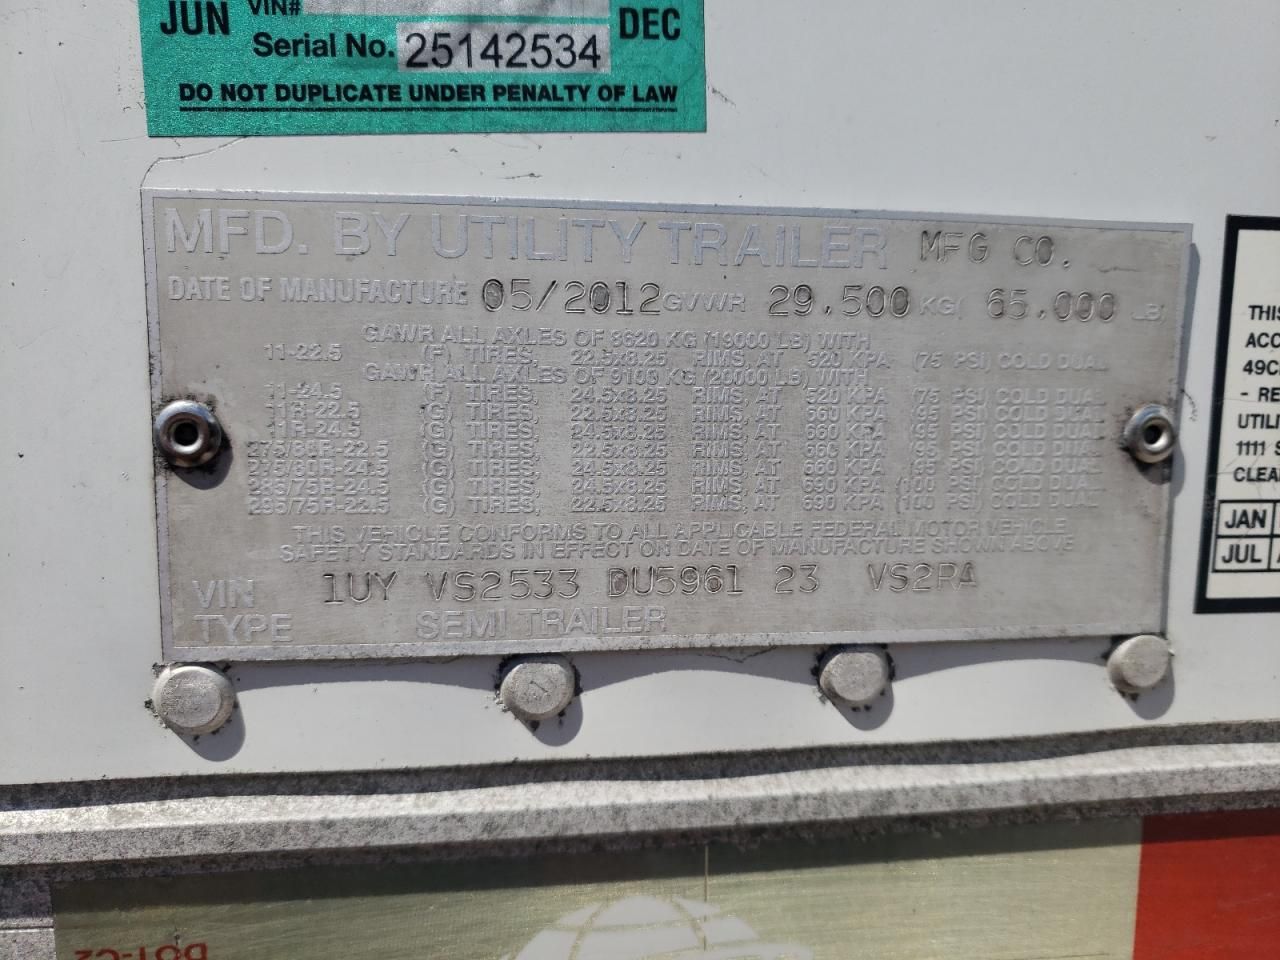 JUN VIN# DEC
Serial No. 25142534
DO NOT DUPLICATE UNDER PENALTY OF LAW
MFD. BY UTILITY TRAILER MFG CO.
DATE OF MANUFACTURE 05/2012 GVWR 29.500 KG( 65.000 LB)
GAWR ALL AXLES OF 8620 KG (19000 LB) WITH
11-22.5 (F) TIRES, 22.5x8.25 RIMS, AT 520 KPA (75 PSI) COLD DUAL
GAWR ALL AXLES OF 9100 KG (20000 LB) WITH
11-24.5 (F) TIRES, 24.5x8.25 RIMS, AT 520 KPA (75 PSI) COLD DUAL
11R-22.5 (G) TIRES, 22.5x8.25 RIMS, AT 660 KPA (95 PSI) COLD DUAL
11R-24.5 (G) TIRES, 24.5x8.25 RIMS, AT 660 KPA (95 PSI) COLD DUAL
275/80R-22.5 (G) TIRES, 22.5x8.25 RIMS, AT 660 KPA (95 PSI) COLD DUAL
275/80R-24.5 (G) TIRES, 24.5x8.25 RIMS, AT 660 KPA (95 PSI) COLD DUAL
285/75R-24.5 (G) TIRES, 24.5x8.25 RIMS, AT 690 KPA (100 PSI) COLD DUAL
295/75R-22.5 (G) TIRES, 22.5x8.25 RIMS, AT 690 KPA (100 PSI) COLD DUAL
THIS VEHICLE CONFORMS TO ALL APPLICABLE FEDERAL MOTOR VEHICLE
SAFETY STANDARDS IN EFFECT ON DATE OF MANUFACTURE SHOWN ABOVE
VIN 1UY VS2533 DU5961 23 VS2RA
TYPE SEMI TRAILER
THIS
ACC
49C
- RE
UTILI
1111 S
CLEA
JAN
JUL
DOT-C2